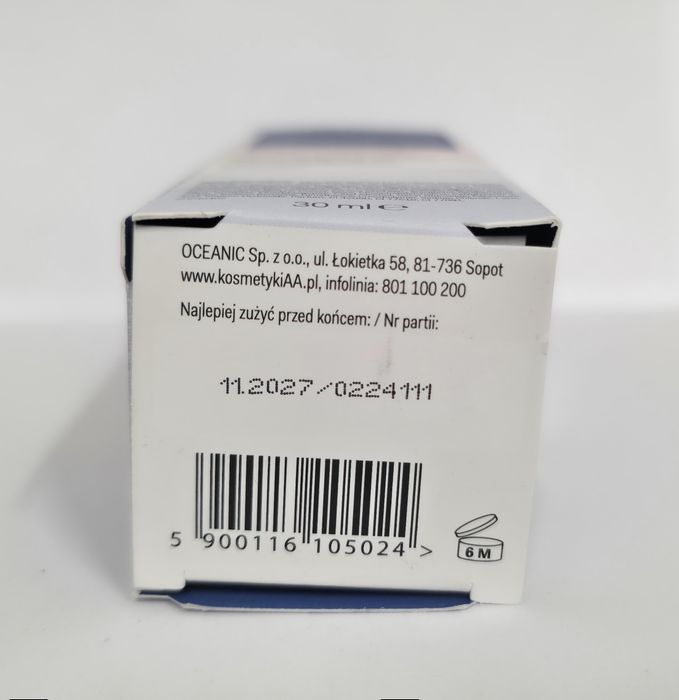 30 ml ℮
OCEANIC Sp. z o.o., ul. Łokietka 58, 81-736 Sopot
www.kosmetykiAA.pl, infolinia: 801 100 200
Najlepiej zużyć przed końcem: / Nr partii:
11.2027/0224111
5 900116 105024 >
6 M